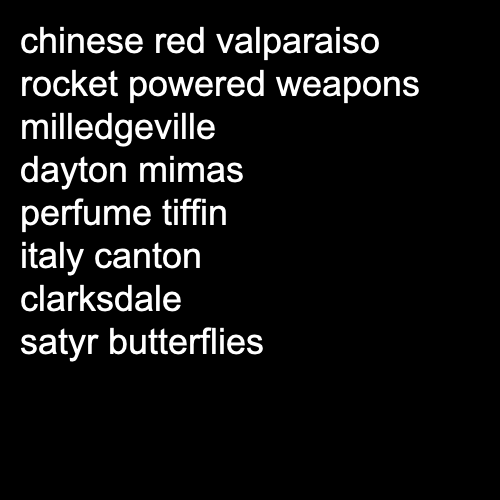 chinese red valparaiso
rocket powered weapons
milledgeville
dayton mimas
perfume tiffin
italy canton
clarksdale
satyr butterflies